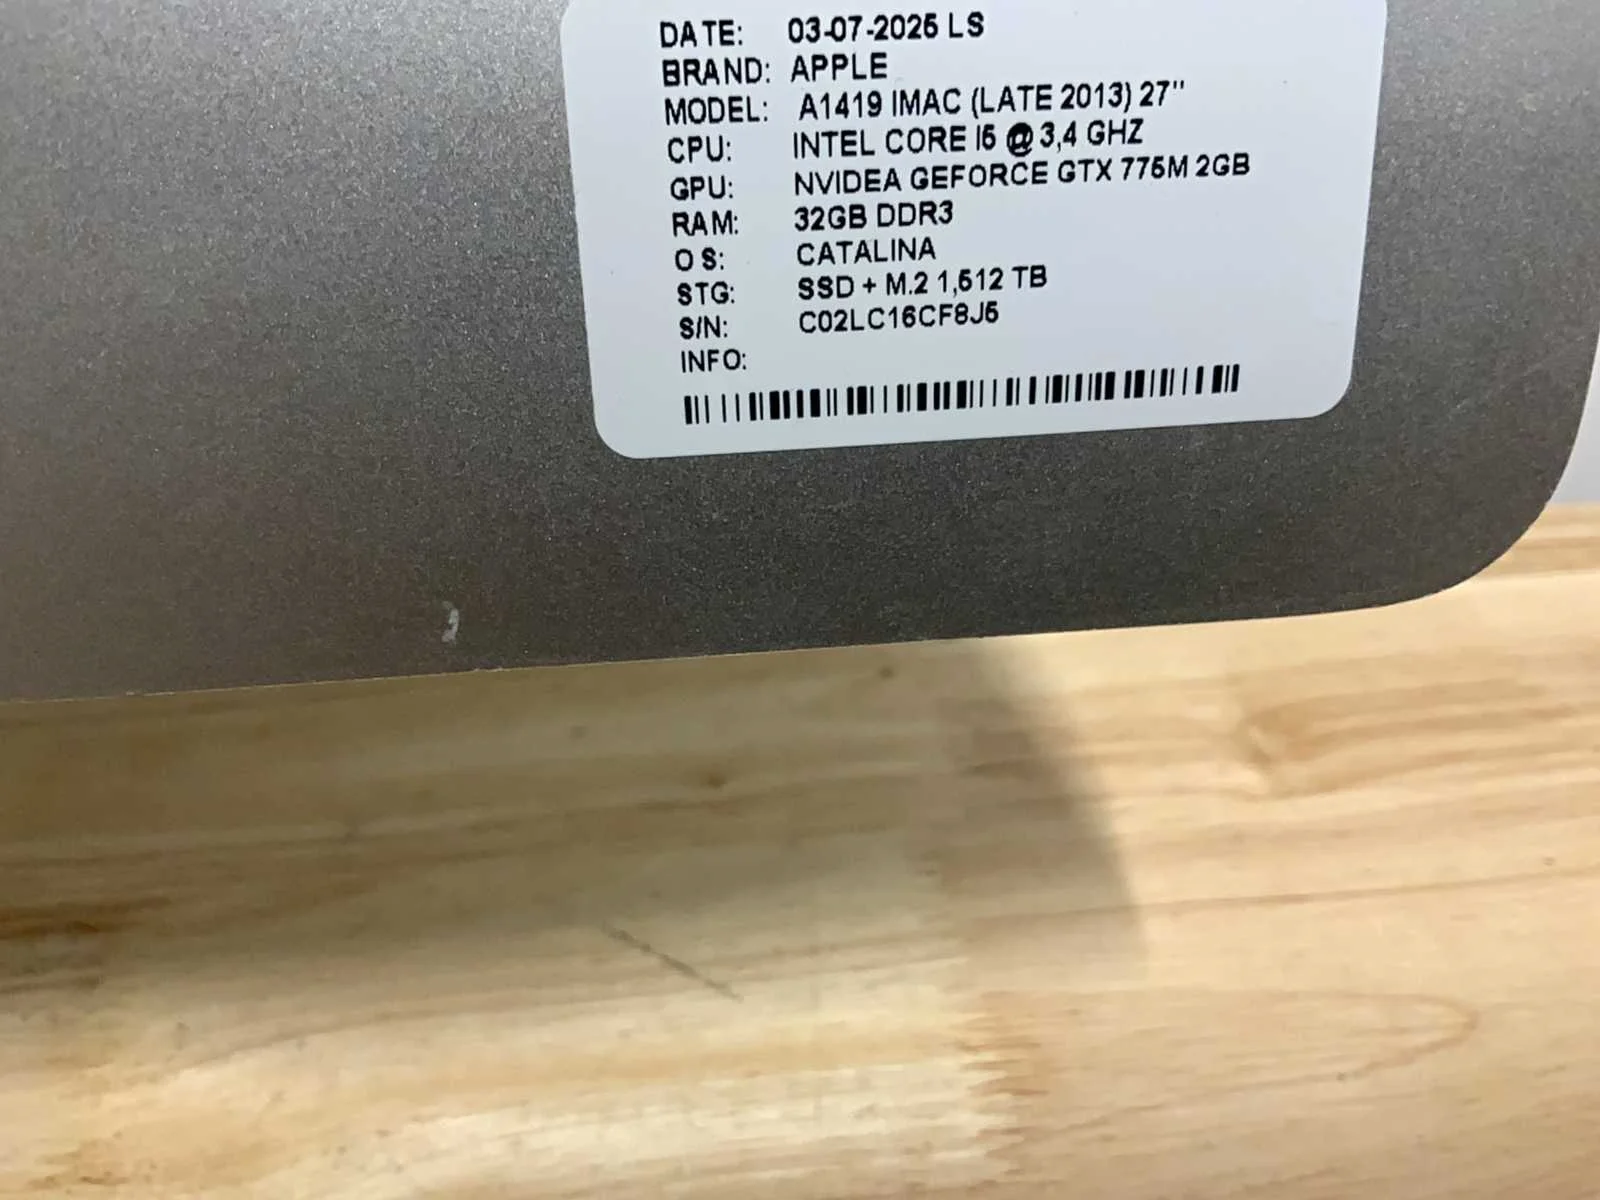 DATE: 03-07-2025 LS
BRAND: APPLE
MODEL: A1419 IMAC (LATE 2013) 27"
CPU: INTEL CORE I5 @ 3,4 GHZ
GPU: NVIDEA GEFORCE GTX 775M 2GB
RAM: 32GB DDR3
OS: CATALINA
STG: SSD + M.2 1,512 TB
S/N: C02LC16CF8J5
INFO: